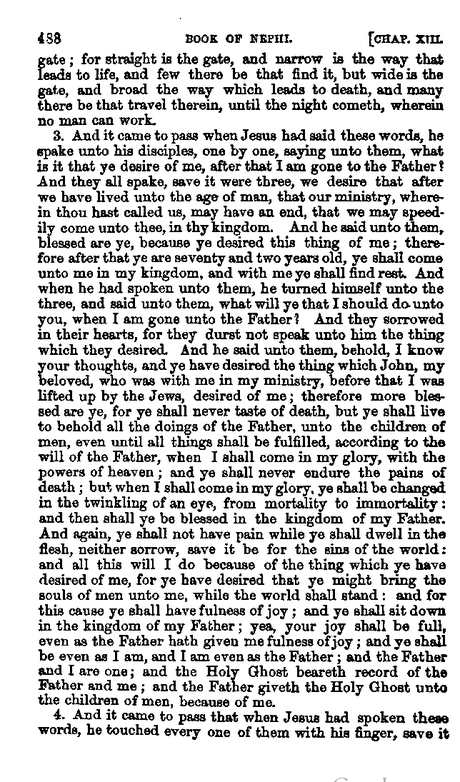 488 BOOK OF NEPHI. [CHAP. XIII.
gate ; for straight is the gate, and narrow is the way that
leads to life, and few there be that find it, but wide is the
gate, and broad the way which leads to death, and many
there be that travel therein, until the night cometh, wherein
no man can work.
3. And it came to pass when Jesus had said these words, he
spake unto his disciples, one by one, saying unto them, what
is it that ye desire of me, after that I am gone to the Father?
And they all spake, save it were three, we desire that after
we have lived unto the age of man, that our ministry, where-
in thou hast called us, may have an end, that we may speed-
ily come unto thee, in thy kingdom. And he said unto them,
blessed are ye, because ye desired this thing of me ; there-
fore after that ye are seventy and two years old, ye shall come
unto me in my kingdom, and with me ye shall find rest. And
when he had spoken unto them, he turned himself unto the
three, and said unto them, what will ye that I should do unto
you, when I am gone unto the Father? And they sorrowed
in their hearts, for they durst not speak unto him the thing
which they desired. And he said unto them, behold, I know
your thoughts, and ye have desired the thing which John, my
beloved, who was with me in my ministry, before that I was
lifted up by the Jews, desired of me ; therefore more bles-
sed are ye, for ye shall never taste of death, but ye shall live
to behold all the doings of the Father, unto the children of
men, even until all things shall be fulfilled, according to the
will of the Father, when I shall come in my glory, with the
powers of heaven ; and ye shall never endure the pains of
death ; but when I shall come in my glory, ye shall be changed
in the twinkling of an eye, from mortality to immortality :
and then shall ye be blessed in the kingdom of my Father.
And again, ye shall not have pain while ye shall dwell in the
flesh, neither sorrow, save it be for the sins of the world :
and all this will I do because of the thing which ye have
desired of me, for ye have desired that ye might bring the
souls of men unto me, while the world shall stand : and for
this cause ye shall have fulness of joy ; and ye shall sit down
in the kingdom of my Father ; yea, your joy shall be full,
even as the Father hath given me fulness of joy ; and ye shall
be even as I am, and I am even as the Father ; and the Father
and I are one ; and the Holy Ghost beareth record of the
Father and me ; and the Father giveth the Holy Ghost unto
the children of men, because of me.
4. And it came to pass that when Jesus had spoken these
words, he touched every one of them with his finger, save it